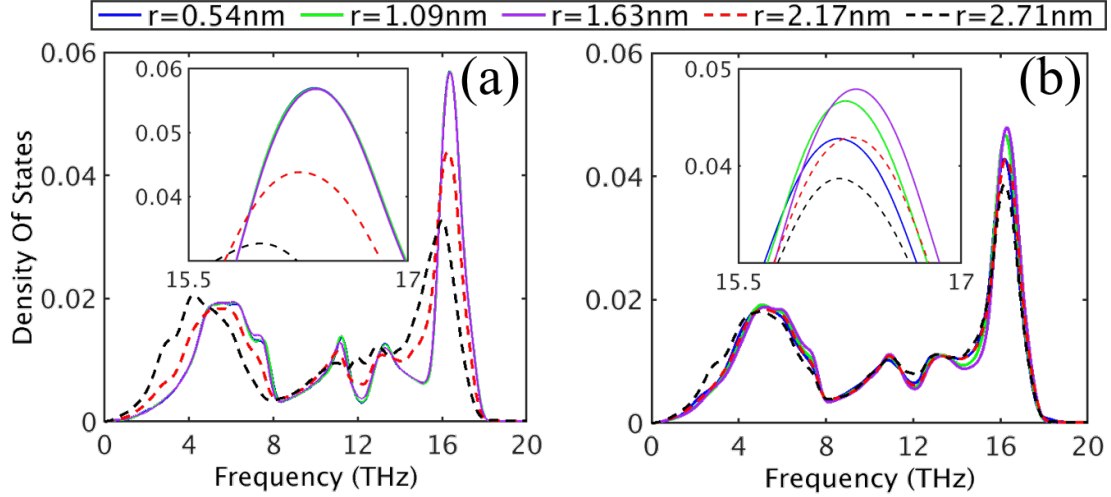 r=0.54nm r=1.09nm r=1.63nm r=2.17nm r=2.71nm
(a)
Density Of States
0.06
0.04
0.02
0
0 4 8 12 16 20
Frequency (THz)
0.06
0.05
0.04
15.5 17
(b)
0.06
0.04
0.02
0
0 4 8 12 16 20
Frequency (THz)
0.05
0.04
15.5 17